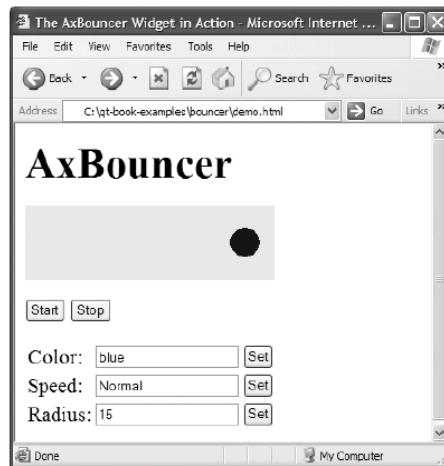 The AxBouncer Widget in Action - Microsoft Internet ...
File Edit View Favorites Tools Help
Back Search Favorites
Address C:\qt-book-examples\bouncer\demo.html Go Links
AxBouncer
Start Stop
Color: blue Set
Speed: Normal Set
Radius: 15 Set
Done My Computer